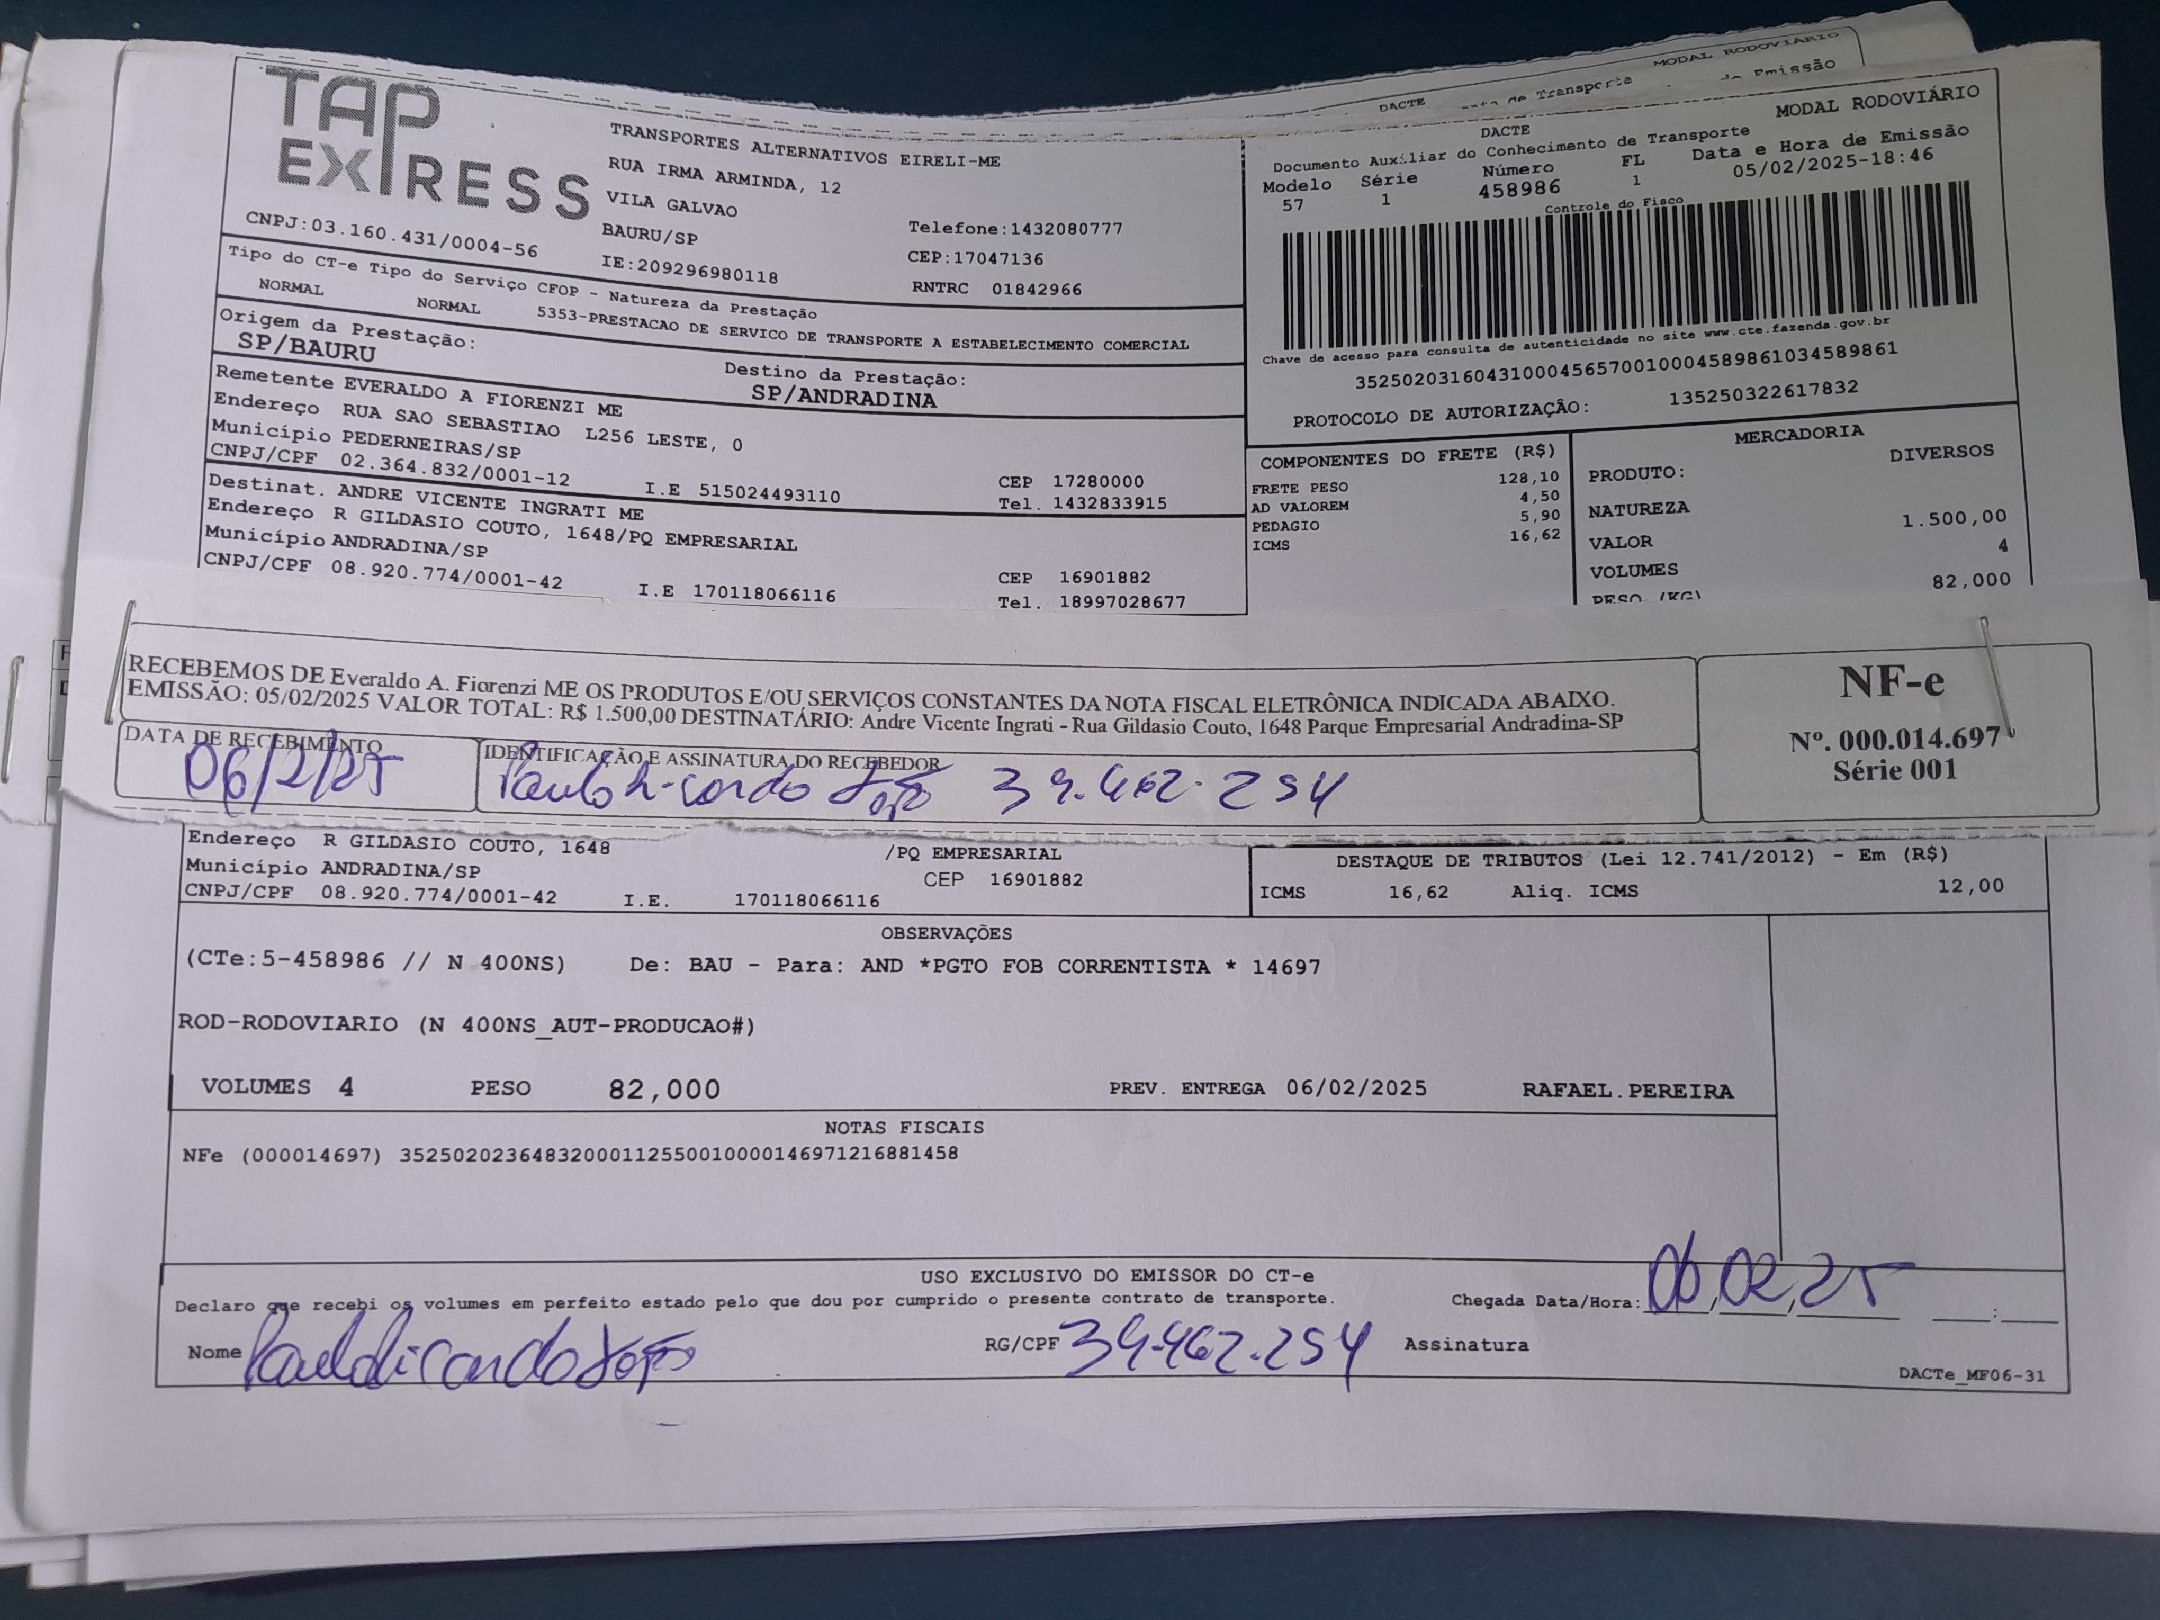 MODAL RODOVIÁRIO
DACTE de Transporte de Emissão
TAP
EXPRESS
TRANSPORTES ALTERNATIVOS EIRELI-ME
RUA IRMA ARMINDA, 12
VILA GALVAO
BAURU/SP Telefone:1432080777
CNPJ:03.160.431/0004-56 IE:209296980118 CEP:17047136
RNTRC 01842966
Tipo do CT-e Tipo do Serviço CFOP - Natureza da Prestação
NORMAL NORMAL 5353-PRESTACAO DE SERVICO DE TRANSPORTE A ESTABELECIMENTO COMERCIAL
Origem da Prestação: Destino da Prestação:
SP/BAURU SP/ANDRADINA
Remetente EVERALDO A FIORENZI ME
Endereço RUA SAO SEBASTIAO L256 LESTE, 0
Município PEDERNEIRAS/SP CEP 17280000
CNPJ/CPF 02.364.832/0001-12 I.E 515024493110 Tel. 1432833915
Destinat. ANDRE VICENTE INGRATI ME
Endereço R GILDASIO COUTO, 1648/PQ EMPRESARIAL
Município ANDRADINA/SP CEP 16901882
CNPJ/CPF 08.920.774/0001-42 I.E 170118066116 Tel. 18997028677
DACTE MODAL RODOVIÁRIO
Documento Auxiliar do Conhecimento de Transporte
Modelo Série Número FL Data e Hora de Emissão
57 1 458986 1 05/02/2025-18:46
Controle do Fisco
Chave de acesso para consulta de autenticidade no site www.cte.fazenda.gov.br
35250203160431000456570010004589861034589861
PROTOCOLO DE AUTORIZAÇÃO: 135250322617832
COMPONENTES DO FRETE (R$)
FRETE PESO 128,10
AD VALOREM 4,50
PEDAGIO 5,90
ICMS 16,62
MERCADORIA
PRODUTO: DIVERSOS
NATUREZA
VALOR 1.500,00
VOLUMES 4
PESO (KG) 82,000
RECEBEMOS DE Everaldo A. Fiorenzi ME OS PRODUTOS E/OU SERVIÇOS CONSTANTES DA NOTA FISCAL ELETRÔNICA INDICADA ABAIXO.
EMISSÃO: 05/02/2025 VALOR TOTAL: R$ 1.500,00 DESTINATÁRIO: Andre Vicente Ingrati - Rua Gildasio Couto, 1648 Parque Empresarial Andradina-SP
DATA DE RECEBIMENTO IDENTIFICAÇÃO E ASSINATURA DO RECEBEDOR
06/2/25 Paulo Ricardo 39.462.254
NF-e
Nº. 000.014.697
Série 001
Endereço R GILDASIO COUTO, 1648 /PQ EMPRESARIAL
Município ANDRADINA/SP CEP 16901882
CNPJ/CPF 08.920.774/0001-42 I.E. 170118066116
DESTAQUE DE TRIBUTOS (Lei 12.741/2012) - Em (R$)
ICMS 16,62 Aliq. ICMS 12,00
OBSERVAÇÕES
(CTe:5-458986 // N 400NS) De: BAU - Para: AND *PGTO FOB CORRENTISTA * 14697
ROD-RODOVIARIO (N 400NS_AUT-PRODUCAO#)
VOLUMES 4 PESO 82,000 PREV. ENTREGA 06/02/2025 RAFAEL.PEREIRA
NOTAS FISCAIS
NFe (000014697) 35250202364832000112550010000146971216881458
USO EXCLUSIVO DO EMISSOR DO CT-e
Declaro que recebi os volumes em perfeito estado pelo que dou por cumprido o presente contrato de transporte. Chegada Data/Hora: 06,02,25 :
Nome Paulo Ricardo RG/CPF 39.462.254 Assinatura
DACTe_MF06-31